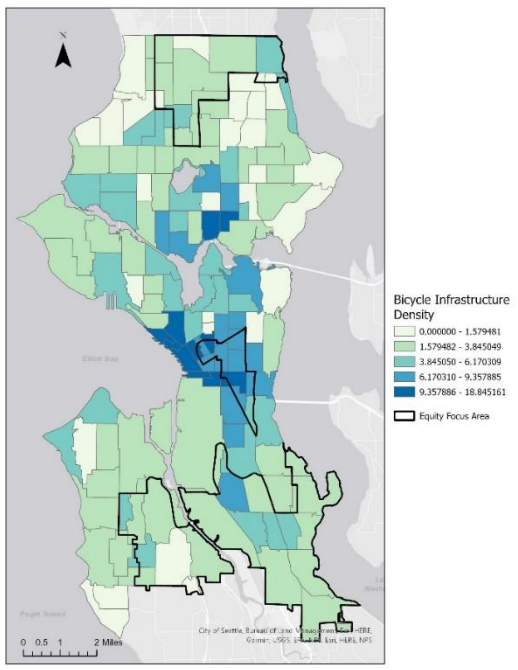 N
Elliott Bay
Bicycle Infrastructure
Density
0.000000 - 1.579481
1.579482 - 3.845049
3.845050 - 6.170309
6.170310 - 9.357885
9.357886 - 18.845161
Equity Focus Area
Puget Sound
City of Seattle, Bureau of Land Management, Esri, HERE,
Garmin, USGS, EPA, NPS, Esri, HERE, NPS
0 0.5 1 2 Miles